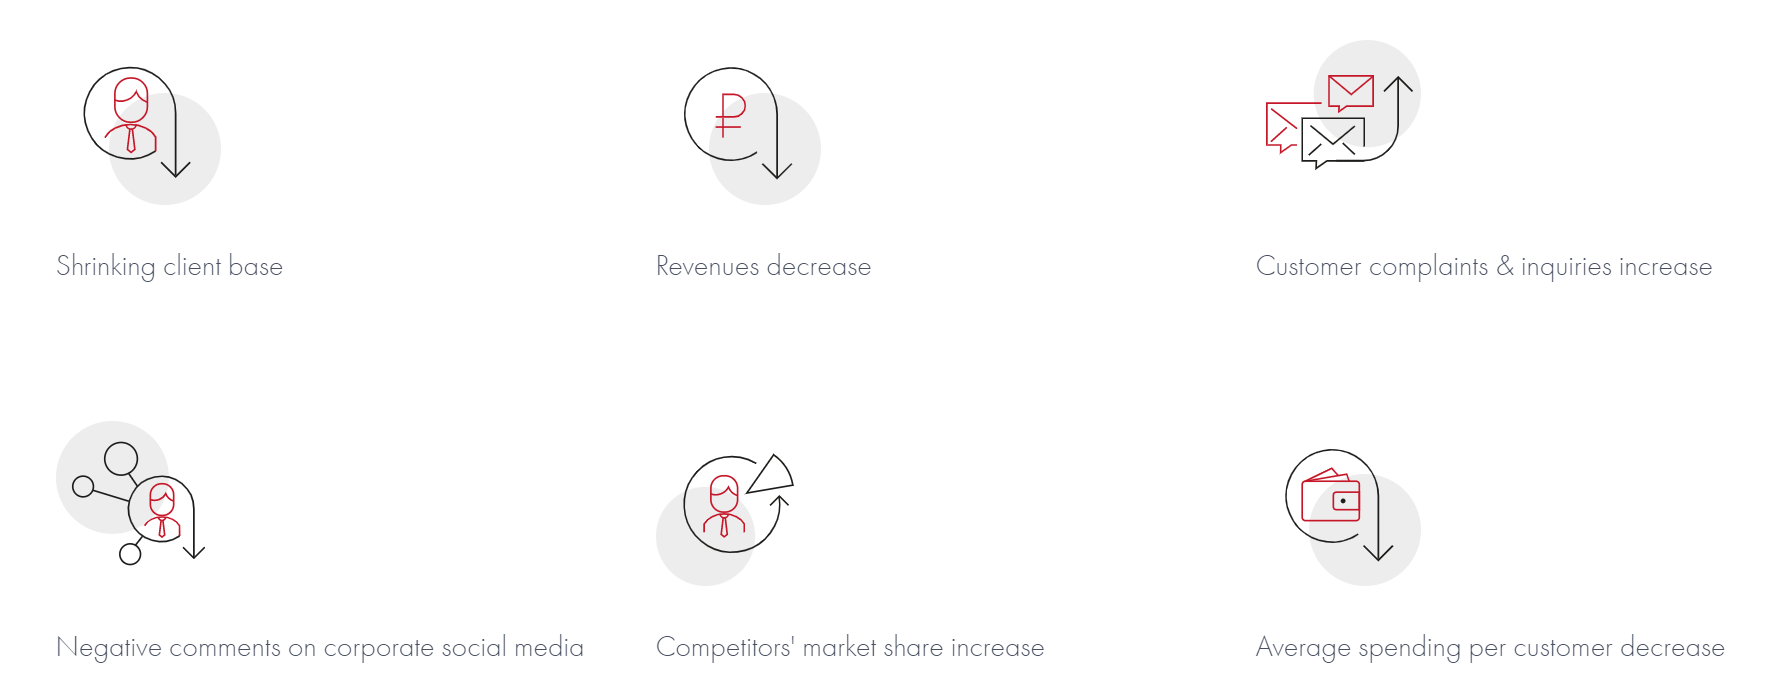 Shrinking client base
Revenues decrease
Customer complaints & inquiries increase
Negative comments on corporate social media
Competitors' market share increase
Average spending per customer decrease